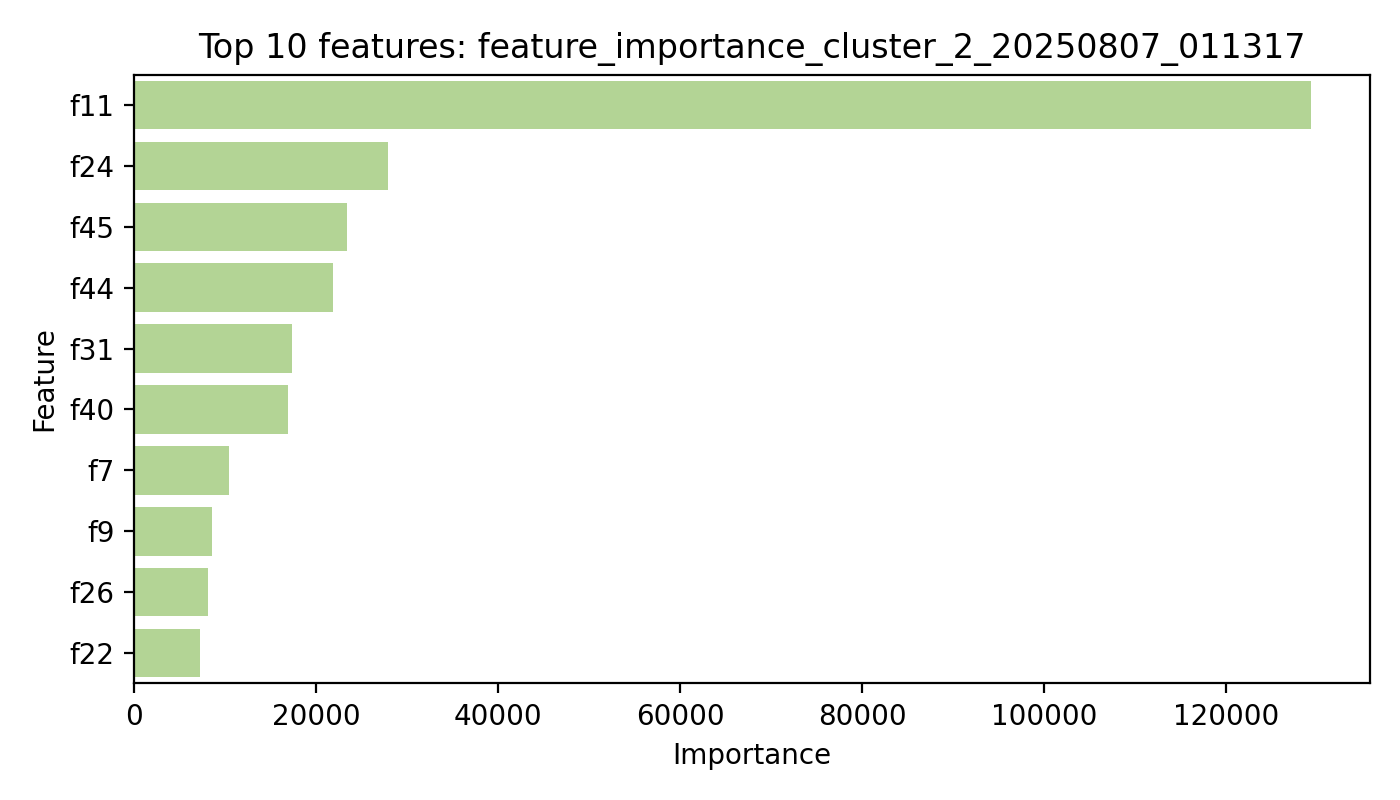 Top 10 features: feature_importance_cluster_2_20250807_011317
f11
f24
f45
f44
f31
f40
f7
f9
f26
f22
Feature
0 20000 40000 60000 80000 100000 120000
Importance